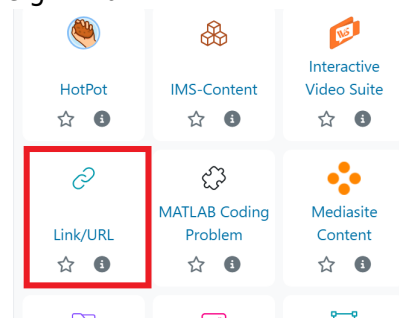 HotPot
IMS-Content
Interactive
Video Suite
Link/URL
MATLAB Coding
Problem
Mediasite
Content